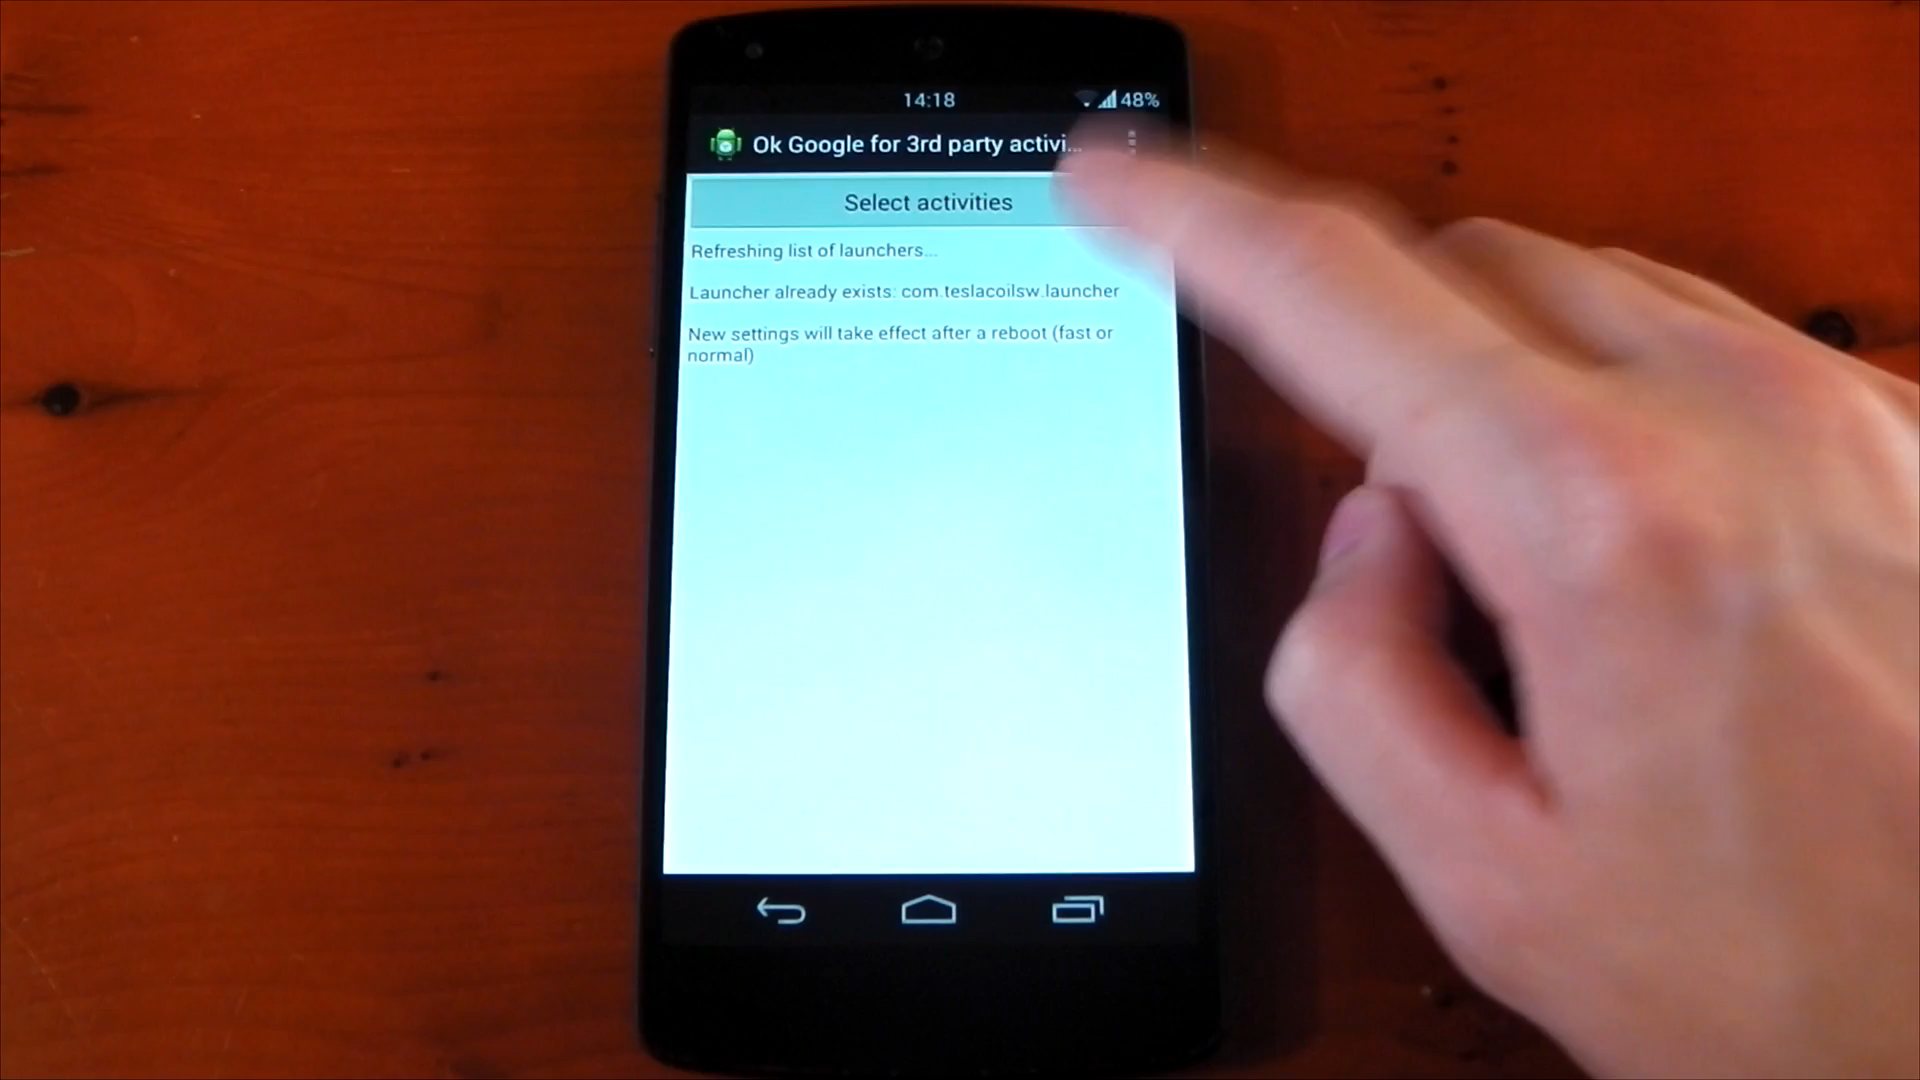 14:18 48%
Ok Google for 3rd party activi...
Select activities
Refreshing list of launchers...
Launcher already exists: com.teslacoilsw.launcher
New settings will take effect after a reboot (fast or
normal)